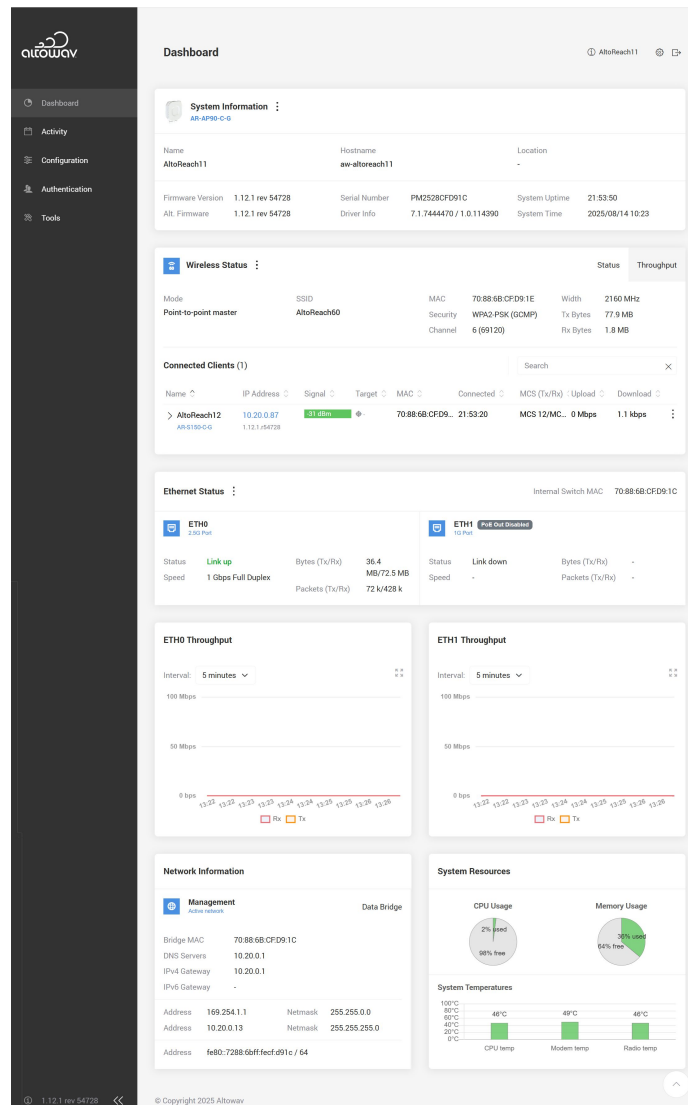 altowav
Dashboard
AltoReach11
Dashboard
Activity
Configuration
Authentication
Tools
System Information
AR-AP90-C-G
Name
AltoReach11
Hostname
aw-altoreach11
Location
-
Firmware Version 1.12.1 rev 54728
Alt. Firmware 1.12.1 rev 54728
Serial Number PM2528CFD91C
Driver Info 7.1.7444470 / 1.0.114390
System Uptime 21:53:50
System Time 2025/08/14 10:23
Wireless Status
Status Throughput
Mode
Point-to-point master
SSID
AltoReach60
MAC 70:88:6B:CF:D9:1E
Security WPA2-PSK (GCMP)
Channel 6 (69120)
Width 2160 MHz
Tx Bytes 77.9 MB
Rx Bytes 1.8 MB
Connected Clients (1)
Search
Name IP Address Signal Target MAC Connected MCS (Tx/Rx) Upload Download
AltoReach12 10.20.0.87 -31 dBm - 70:88:6B:CF:D9... 21:53:20 MCS 12/MC... 0 Mbps 1.1 kbps
AR-S150-C-G 1.12.1.r54728
Ethernet Status
Internal Switch MAC 70:88:6B:CF:D9:1C
ETH0
2.5G Port
Status Link up
Speed 1 Gbps Full Duplex
Bytes (Tx/Rx) 36.4
MB/72.5 MB
Packets (Tx/Rx) 72 k/428 k
ETH1 PoE Out Disabled
1G Port
Status Link down
Speed -
Bytes (Tx/Rx) -
Packets (Tx/Rx) -
ETH0 Throughput
Interval: 5 minutes
100 Mbps
50 Mbps
0 bps
13:22 13:22 13:23 13:23 13:24 13:24 13:25 13:25 13:26 13:26
Rx Tx
ETH1 Throughput
Interval: 5 minutes
100 Mbps
50 Mbps
0 bps
13:22 13:22 13:23 13:23 13:24 13:24 13:25 13:25 13:26 13:26
Rx Tx
Network Information
Management
Active network
Data Bridge
Bridge MAC 70:88:6B:CF:D9:1C
DNS Servers 10.20.0.1
IPv4 Gateway 10.20.0.1
IPv6 Gateway -
Address 169.254.1.1 Netmask 255.255.0.0
Address 10.20.0.13 Netmask 255.255.255.0
Address fe80::7288:6bff:fecf:d91c / 64
System Resources
CPU Usage
2% used
98% free
Memory Usage
36% used
64% free
System Temperatures
100°C
80°C
60°C
40°C
20°C
0°C
46°C 49°C 46°C
CPU temp Modem temp Radio temp
1.12.1 rev 54728
© Copyright 2025 Altowav